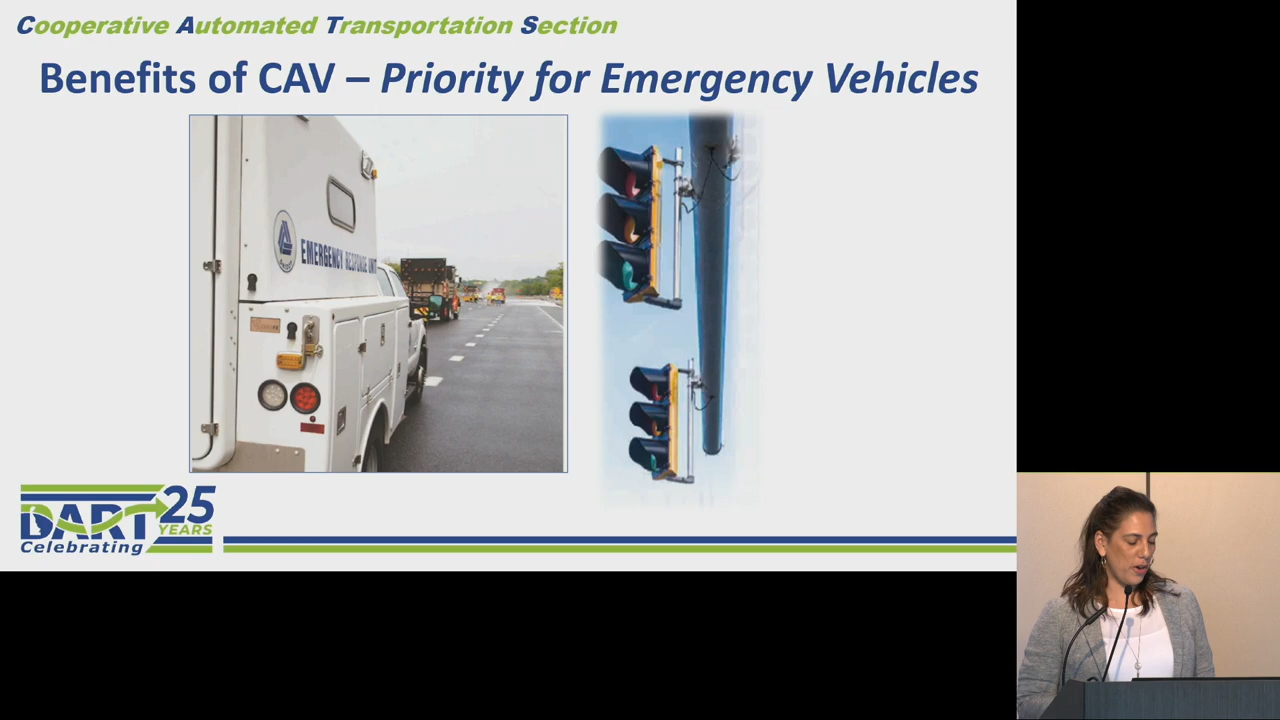 Cooperative Automated Transportation Section
Benefits of CAV – Priority for Emergency Vehicles
EMERGENCY RESPONSE UNIT
DART 25
YEARS
Celebrating